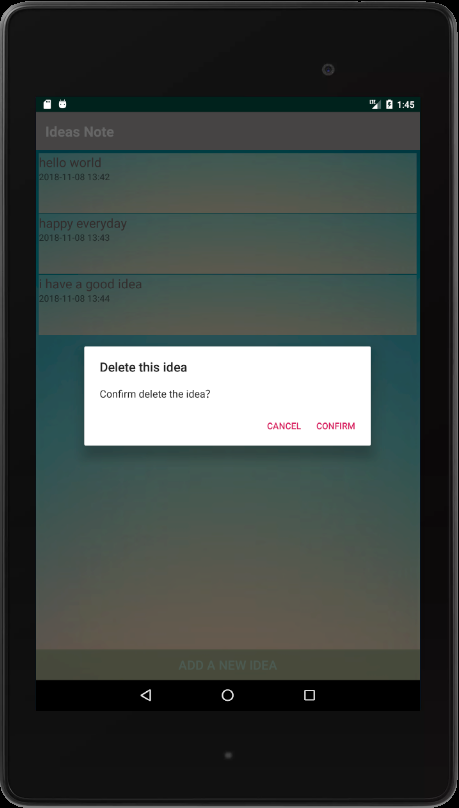 LTE 1:45
Ideas Note
hello world
2018-11-08 13:42
happy everyday
2018-11-08 13:43
i have a good idea
2018-11-08 13:44
Delete this idea
Confirm delete the idea?
CANCEL CONFIRM
ADD A NEW IDEA